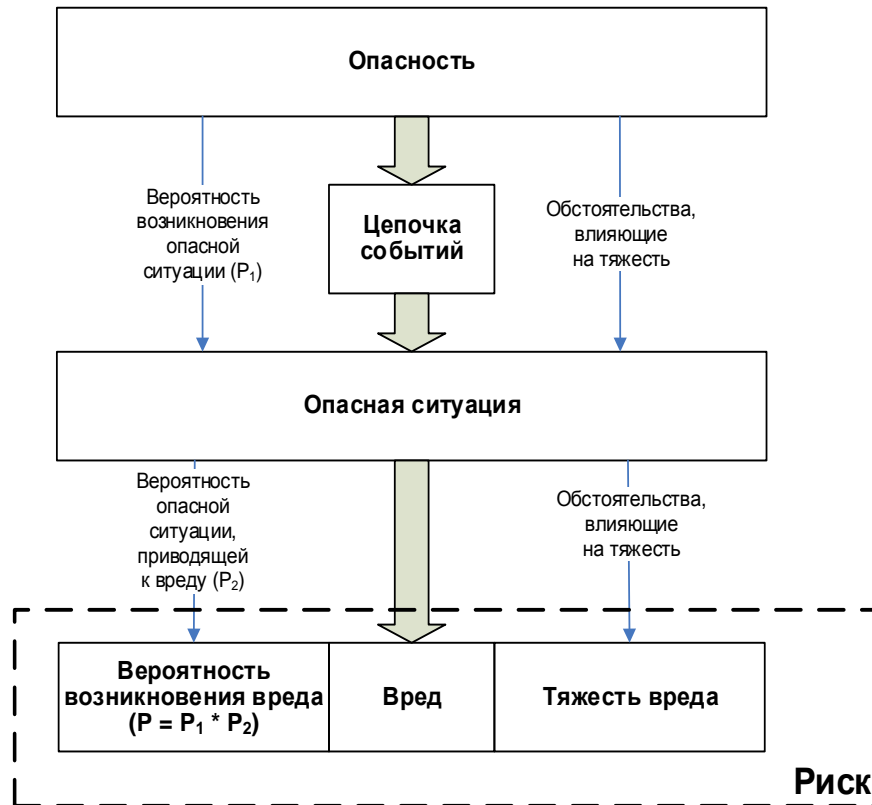 Опасность
Вероятность
возникновения
опасной
ситуации (P₁)
Цепочка
событий
Обстоятельства,
влияющие
на тяжесть
Опасная ситуация
Вероятность
опасной
ситуации,
приводящей
к вреду (P₂)
Обстоятельства,
влияющие
на тяжесть
Вероятность
возникновения вреда
(P = P₁ * P₂)
Вред
Тяжесть вреда
Риск